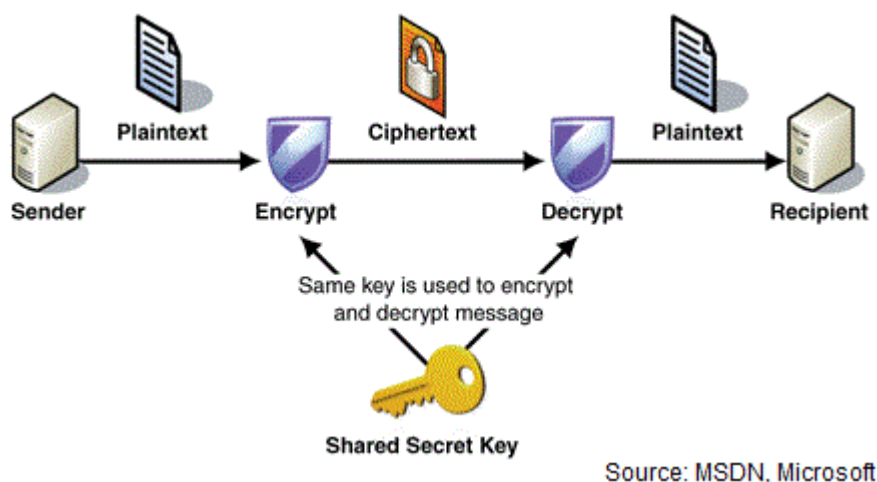 Plaintext
Ciphertext
Plaintext
Sender
Encrypt
Decrypt
Recipient
Same key is used to encrypt
and decrypt message
Shared Secret Key
Source: MSDN, Microsoft